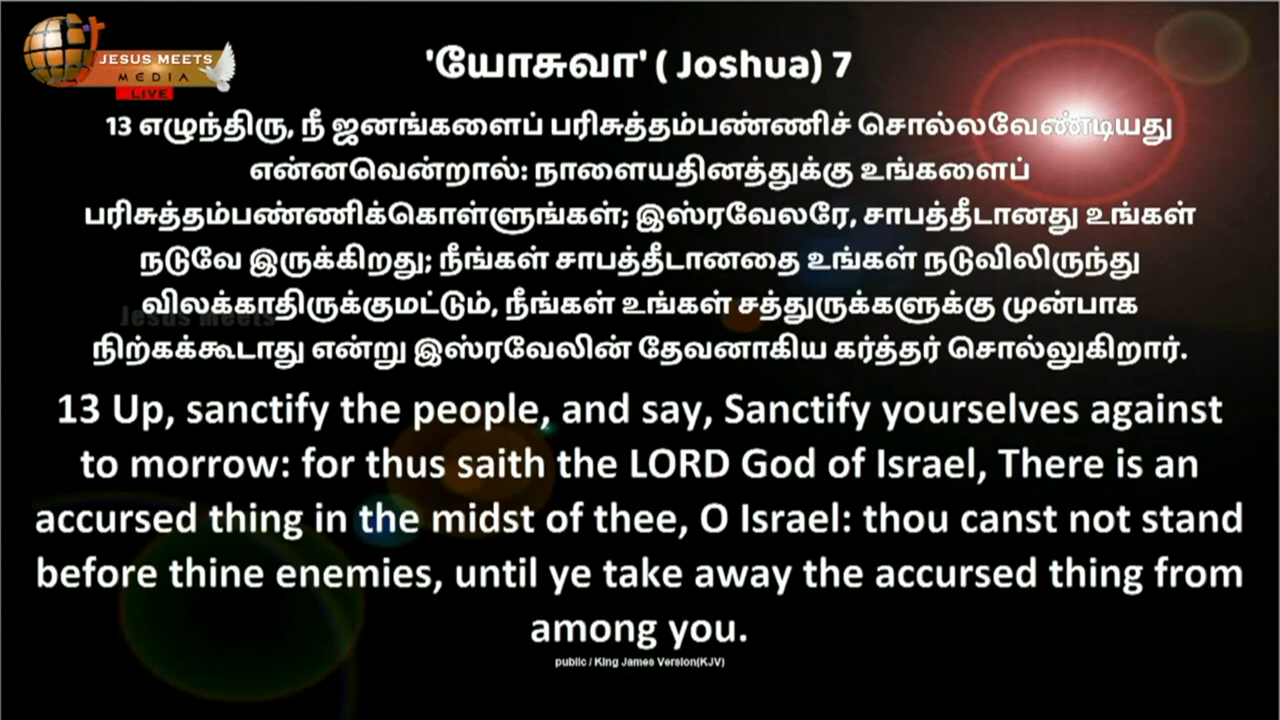 JESUS MEETS
MEDIA
LIVE
'யோசுவா' ( Joshua) 7
13 எழுந்திரு, நீ ஜனங்களைப் பரிசுத்தம்பண்ணிச் சொல்லவேண்டியது
என்னவென்றால்: நாளையதினத்துக்கு உங்களைப்
பரிசுத்தம்பண்ணிக்கொள்ளுங்கள்; இஸ்ரவேலரே, சாபத்தீடானது உங்கள்
நடுவே இருக்கிறது; நீங்கள் சாபத்தீடானதை உங்கள் நடுவிலிருந்து
விலக்காதிருக்குமட்டும், நீங்கள் உங்கள் சத்துருக்களுக்கு முன்பாக
Jesus Meets
நிற்கக்கூடாது என்று இஸ்ரவேலின் தேவனாகிய கர்த்தர் சொல்லுகிறார்.
13 Up, sanctify the people, and say, Sanctify yourselves against
to morrow: for thus saith the LORD God of Israel, There is an
accursed thing in the midst of thee, O Israel: thou canst not stand
before thine enemies, until ye take away the accursed thing from
among you.
public / King James Version(KJV)